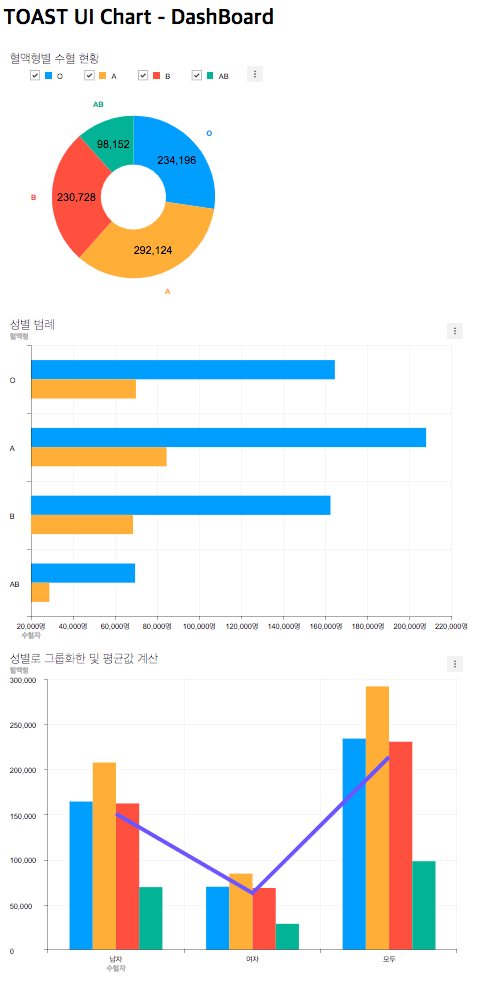 TOAST UI Chart - DashBoard
혈액형별 수혈 현황
O A B AB
AB
O
98,152
234,196
B
230,728
292,124
A
성별 범례
혈액형
O
A
B
AB
20,000명 40,000명 60,000명 80,000명 100,000명 120,000명 140,000명 160,000명 180,000명 200,000명 220,000명
수혈자
성별로 그룹화한 및 평균값 계산
혈액형
300,000
250,000
200,000
150,000
100,000
50,000
0
남자 여자 모두
수혈자